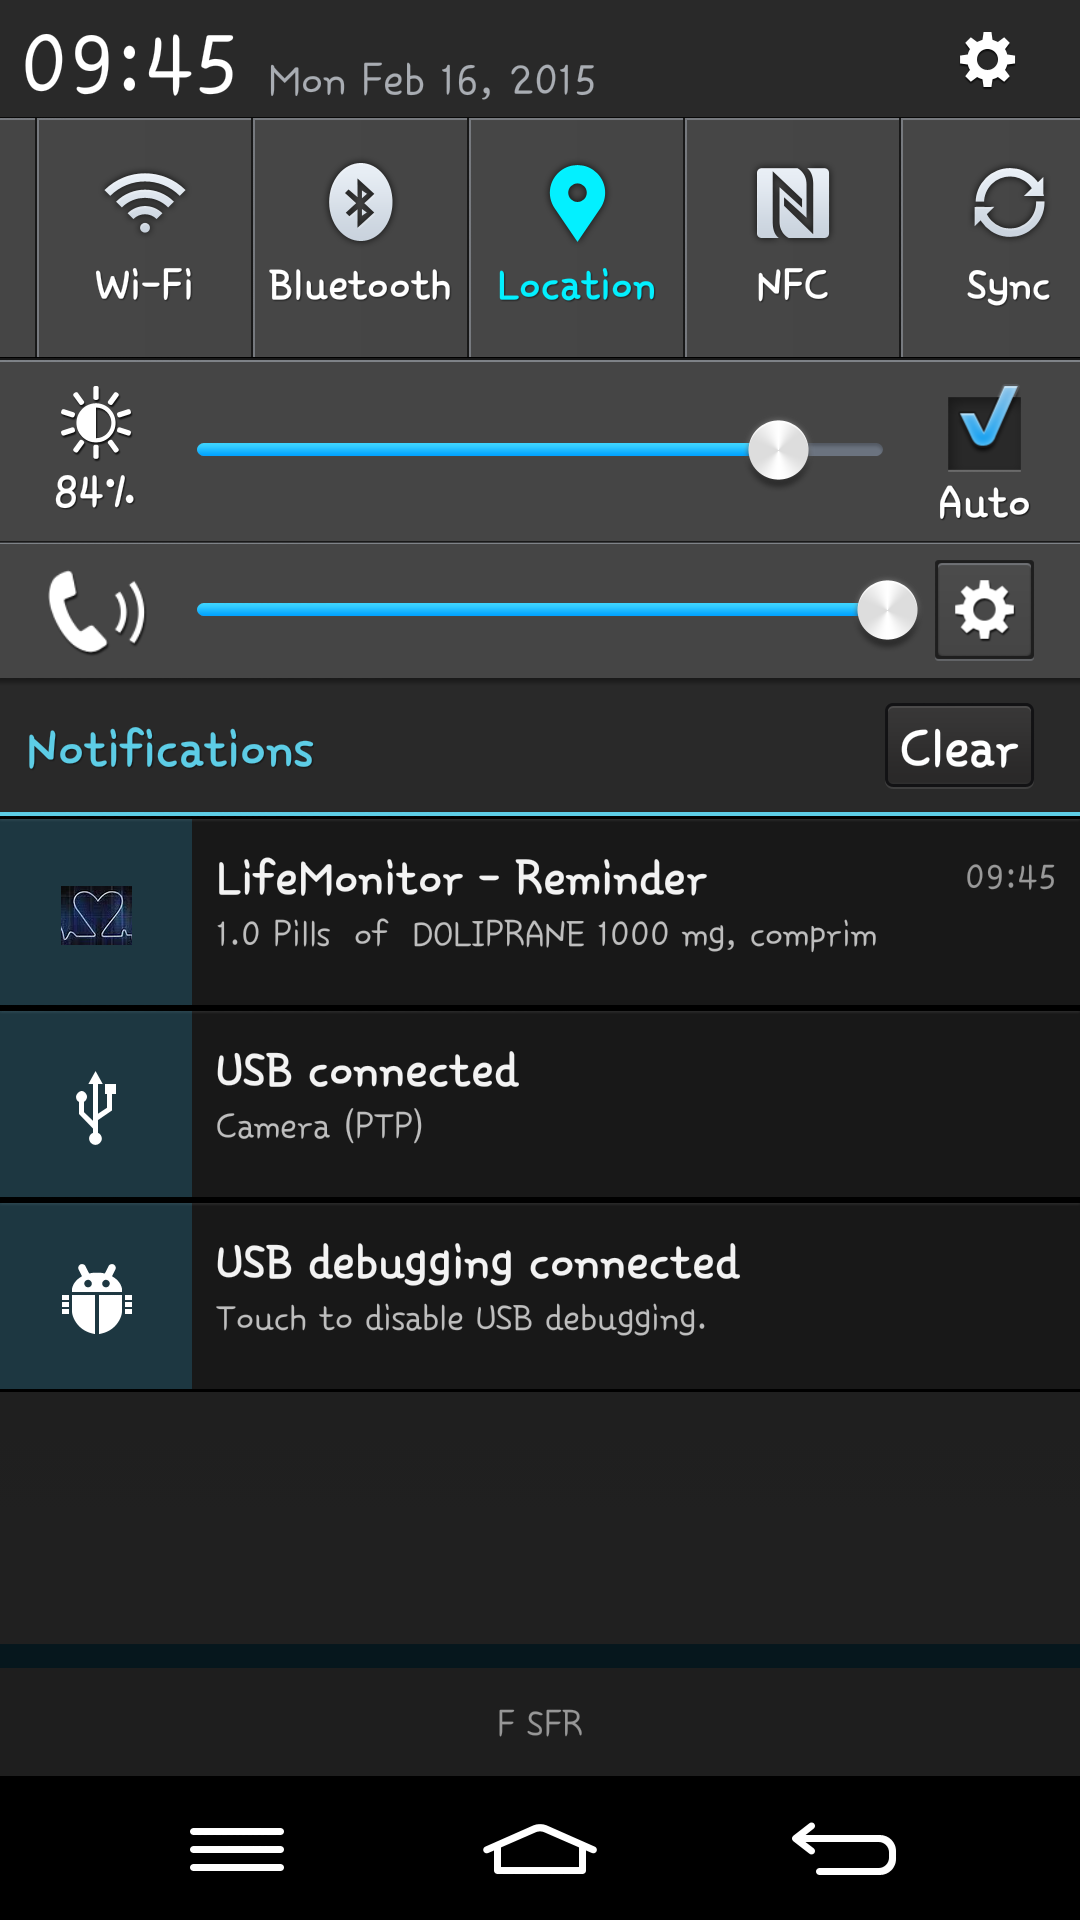 09:45 Mon Feb 16, 2015
Wi-Fi Bluetooth Location NFC Sync
84%
Auto
Notifications Clear
LifeMonitor - Reminder 09:45
1.0 Pills of DOLIPRANE 1000 mg, comprim
USB connected
Camera (PTP)
USB debugging connected
Touch to disable USB debugging.
F SFR